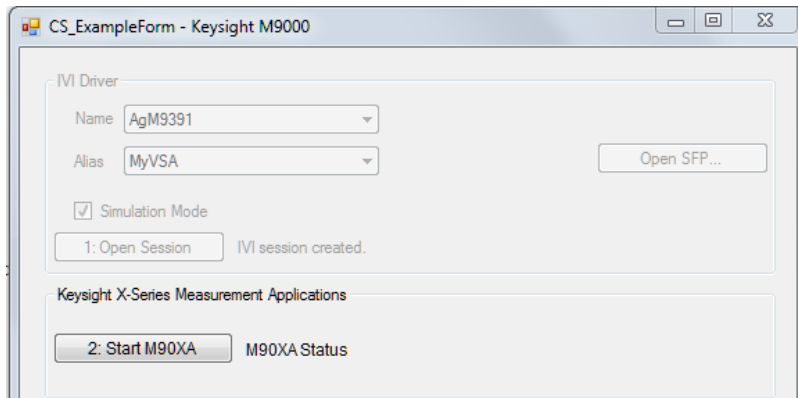 CS_ExampleForm - Keysight M9000
IVI Driver
Name AgM9391
Alias MyVSA Open SFP...
Simulation Mode
1: Open Session IVI session created.
Keysight X-Series Measurement Applications
2: Start M90XA M90XA Status